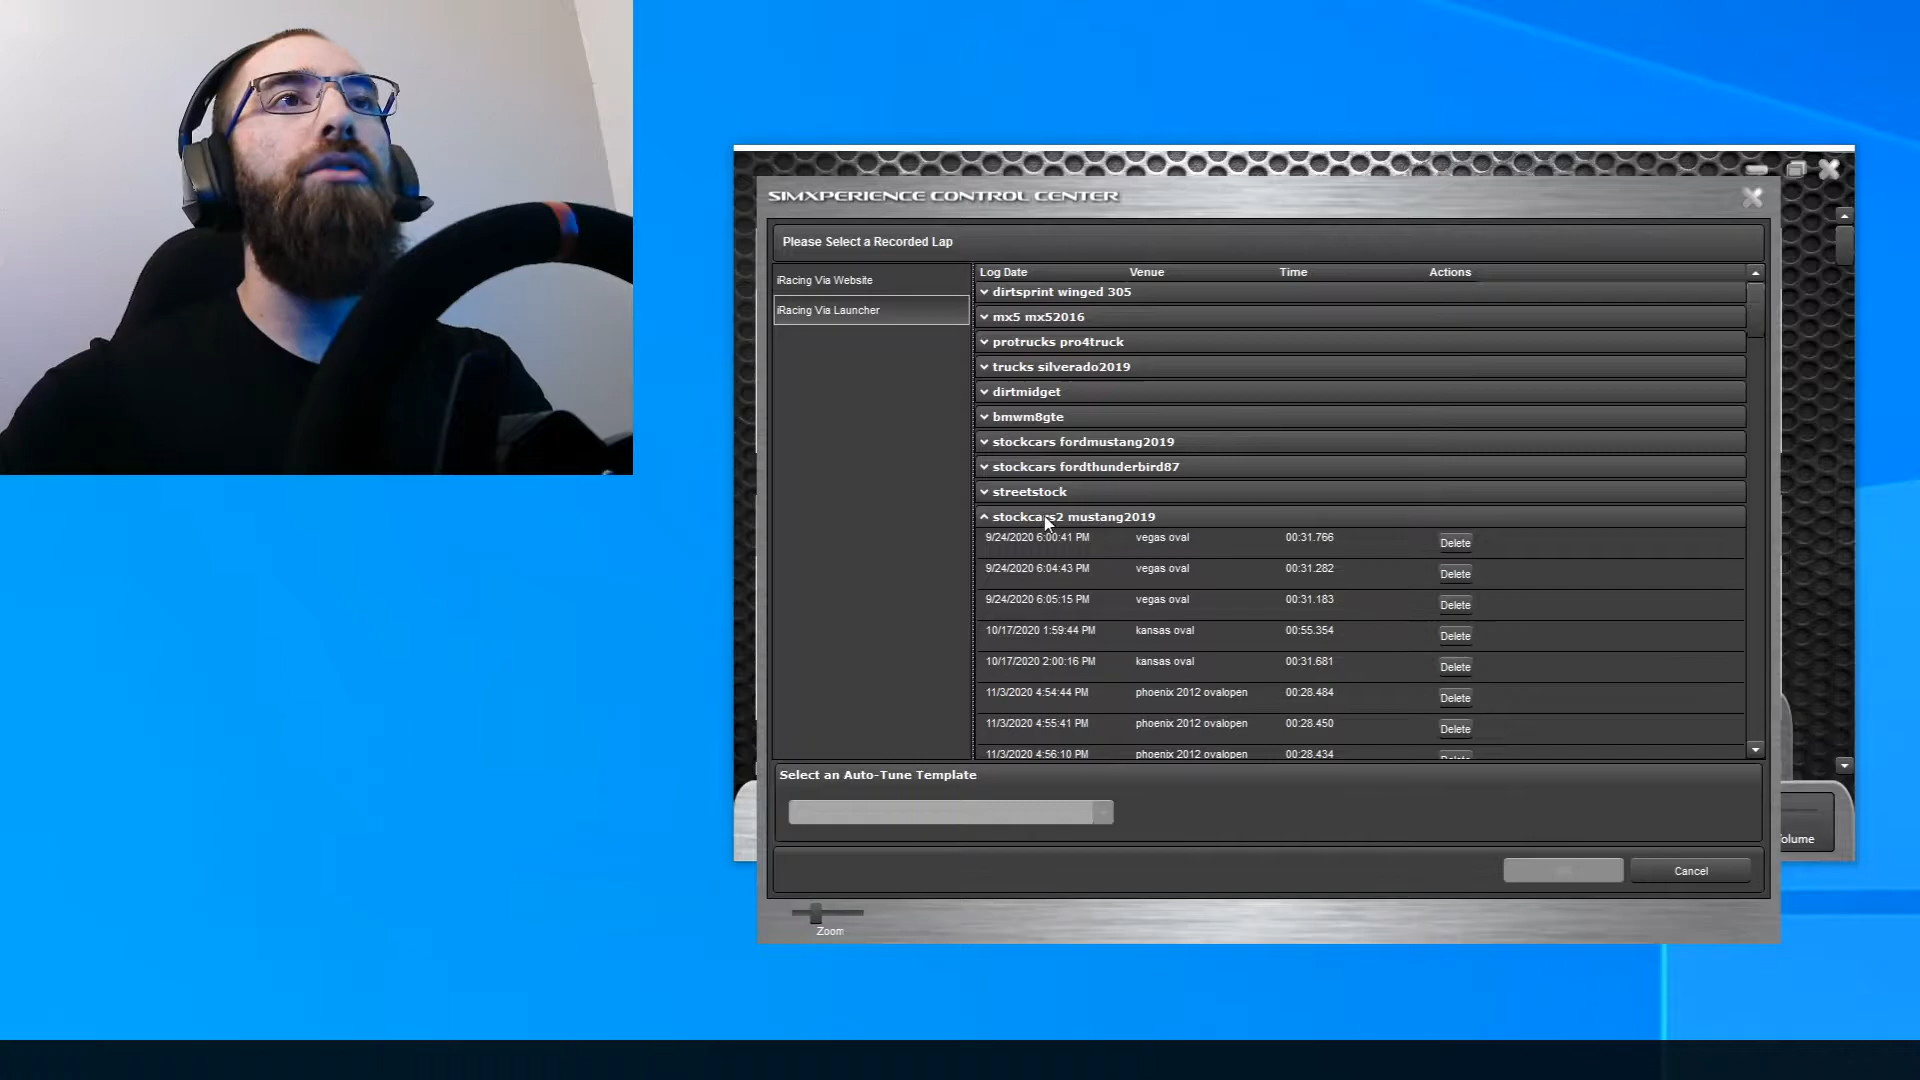 SIMXPERIENCE CONTROL CENTER
Please Select a Recorded Lap
iRacing Via Website
iRacing Via Launcher
Log Date Venue Time Actions
dirtsprint winged 305
mx5 mx52016
protrucks pro4truck
trucks silverado2019
dirtmidget
bmwm8gte
stockcars fordmustang2019
stockcars fordthunderbird87
streetstock
stockcars2 mustang2019
9/24/2020 6:00:41 PM vegas oval 00:31.766 Delete
9/24/2020 6:04:43 PM vegas oval 00:31.282 Delete
9/24/2020 6:05:15 PM vegas oval 00:31.183 Delete
10/17/2020 1:59:44 PM kansas oval 00:55.354 Delete
10/17/2020 2:00:16 PM kansas oval 00:31.681 Delete
11/3/2020 4:54:44 PM phoenix 2012 ovalopen 00:28.484 Delete
11/3/2020 4:55:41 PM phoenix 2012 ovalopen 00:28.450 Delete
11/3/2020 4:56:10 PM phoenix 2012 ovalopen 00:28.434 Delete
Select an Auto-Tune Template
olume
Cancel
Zoom